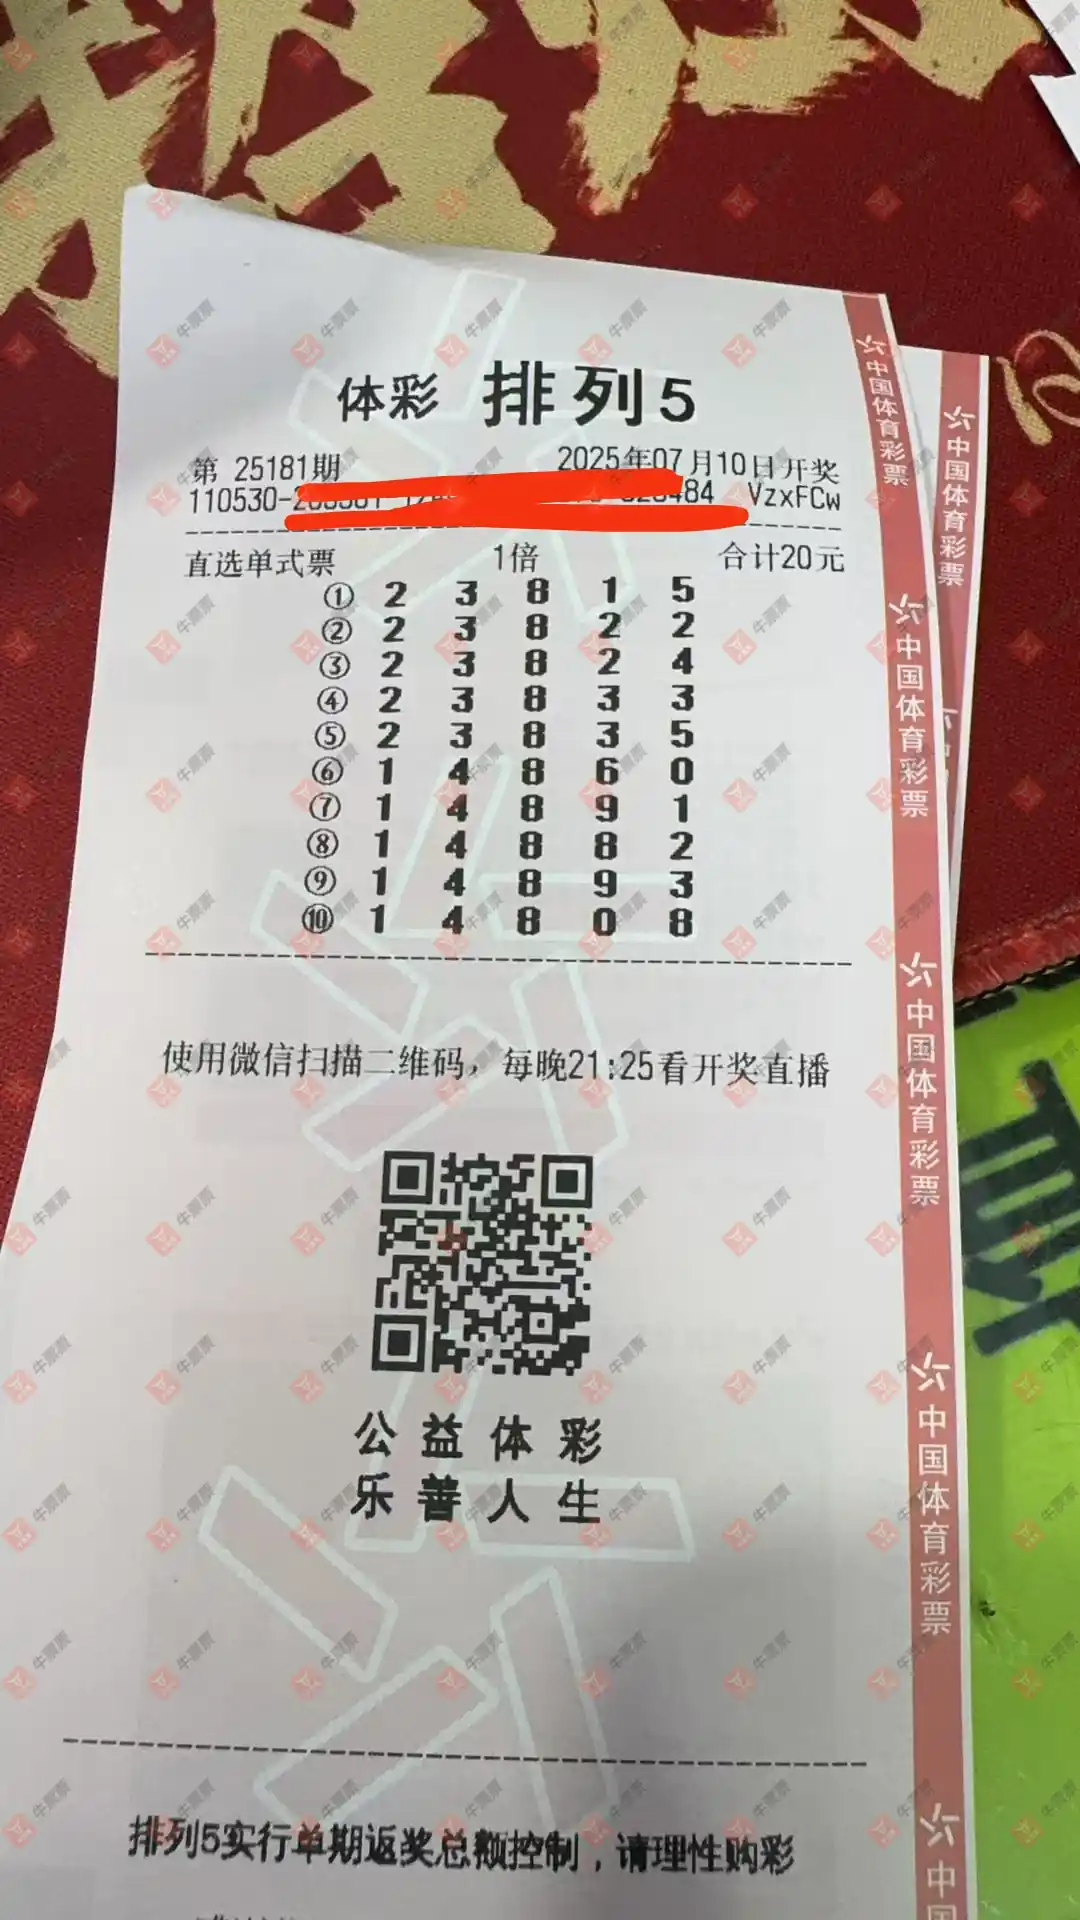 体彩 排列5
第 25181期 2025年07月10日开奖
110530- 484 VzxFCw
直选单式票 1倍 合计20元
① 2 3 8 1 5
② 2 3 8 2 2
③ 2 3 8 2 4
④ 2 3 8 3 3
⑤ 2 3 8 3 5
⑥ 1 4 8 6 0
⑦ 1 4 8 9 1
⑧ 1 4 8 8 2
⑨ 1 4 8 9 3
⑩ 1 4 8 0 8
使用微信扫描二维码，每晚21:25看开奖直播
公益体彩
乐善人生
排列5实行单期返奖总额控制，请理性购彩
中国体育彩票
中国体育彩票
中国体育彩票
中国体育彩票
中国体育彩票
牛票票